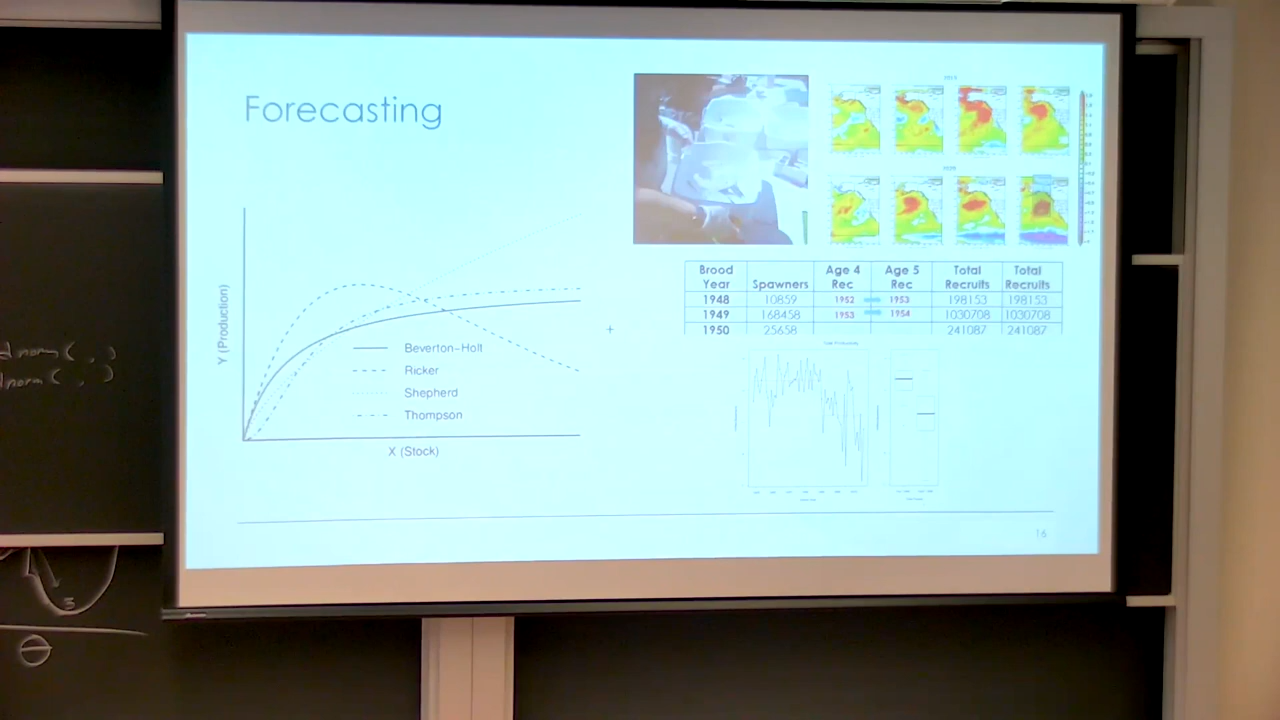 Forecasting
Y (Production)
Beverton-Holt
Ricker
Shepherd
Thompson
X (Stock)
Brood Year Spawners Age 4 Rec Age 5 Rec Total Recruits Total Recruits
1948 10859 1952 1953 198153 198153
1949 168458 1953 1954 1030708 1030708
1950 25658 241087 241087
16